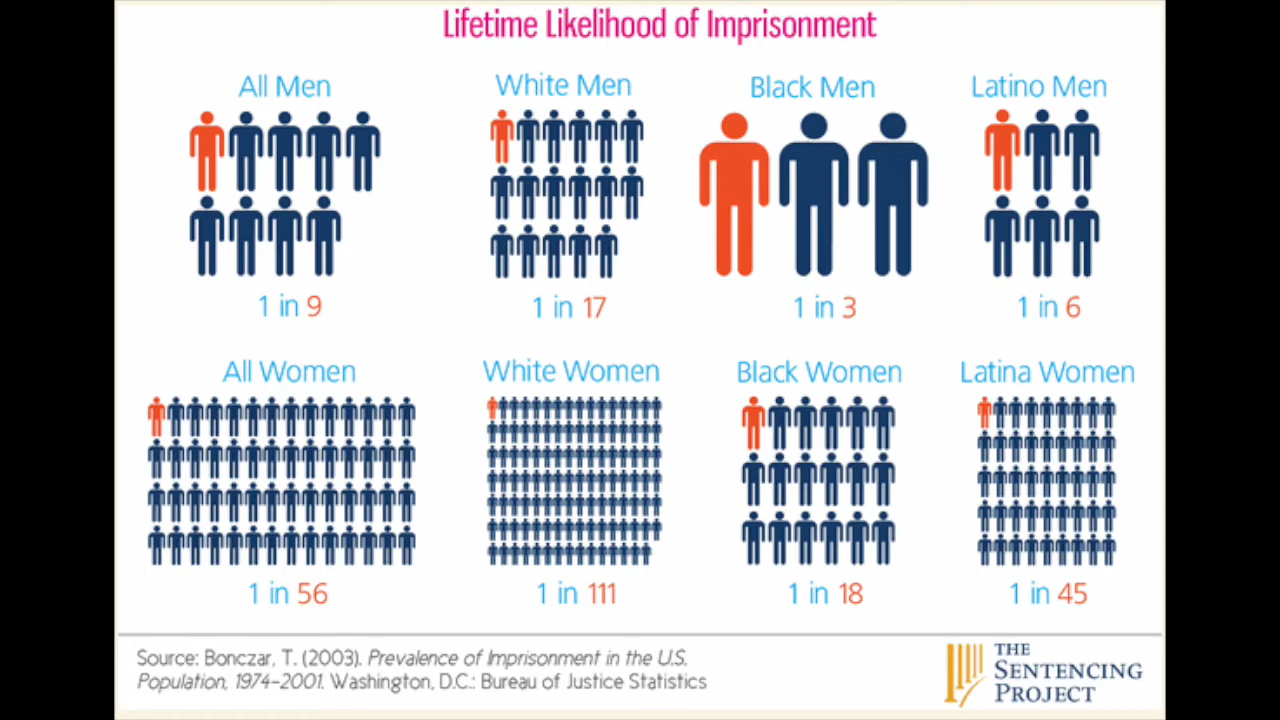 Lifetime Likelihood of Imprisonment
All Men
White Men
Black Men
Latino Men
1 in 9
1 in 17
1 in 3
1 in 6
All Women
White Women
Black Women
Latina Women
1 in 56
1 in 111
1 in 18
1 in 45
Source: Bonczar, T. (2003). Prevalence of Imprisonment in the U.S.
Population, 1974-2001. Washington, D.C.: Bureau of Justice Statistics
THE
SENTENCING
PROJECT